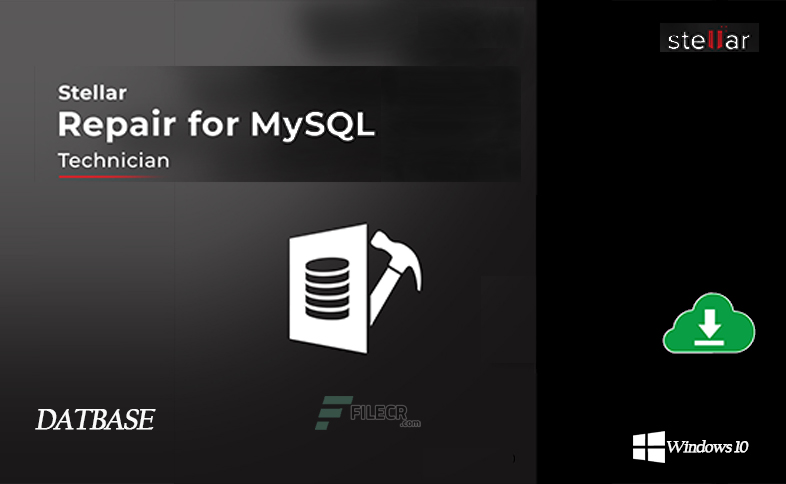 stellar
Stellar
Repair for MySQL
Technician
DATBASE
FILECR
.com
Windows 10